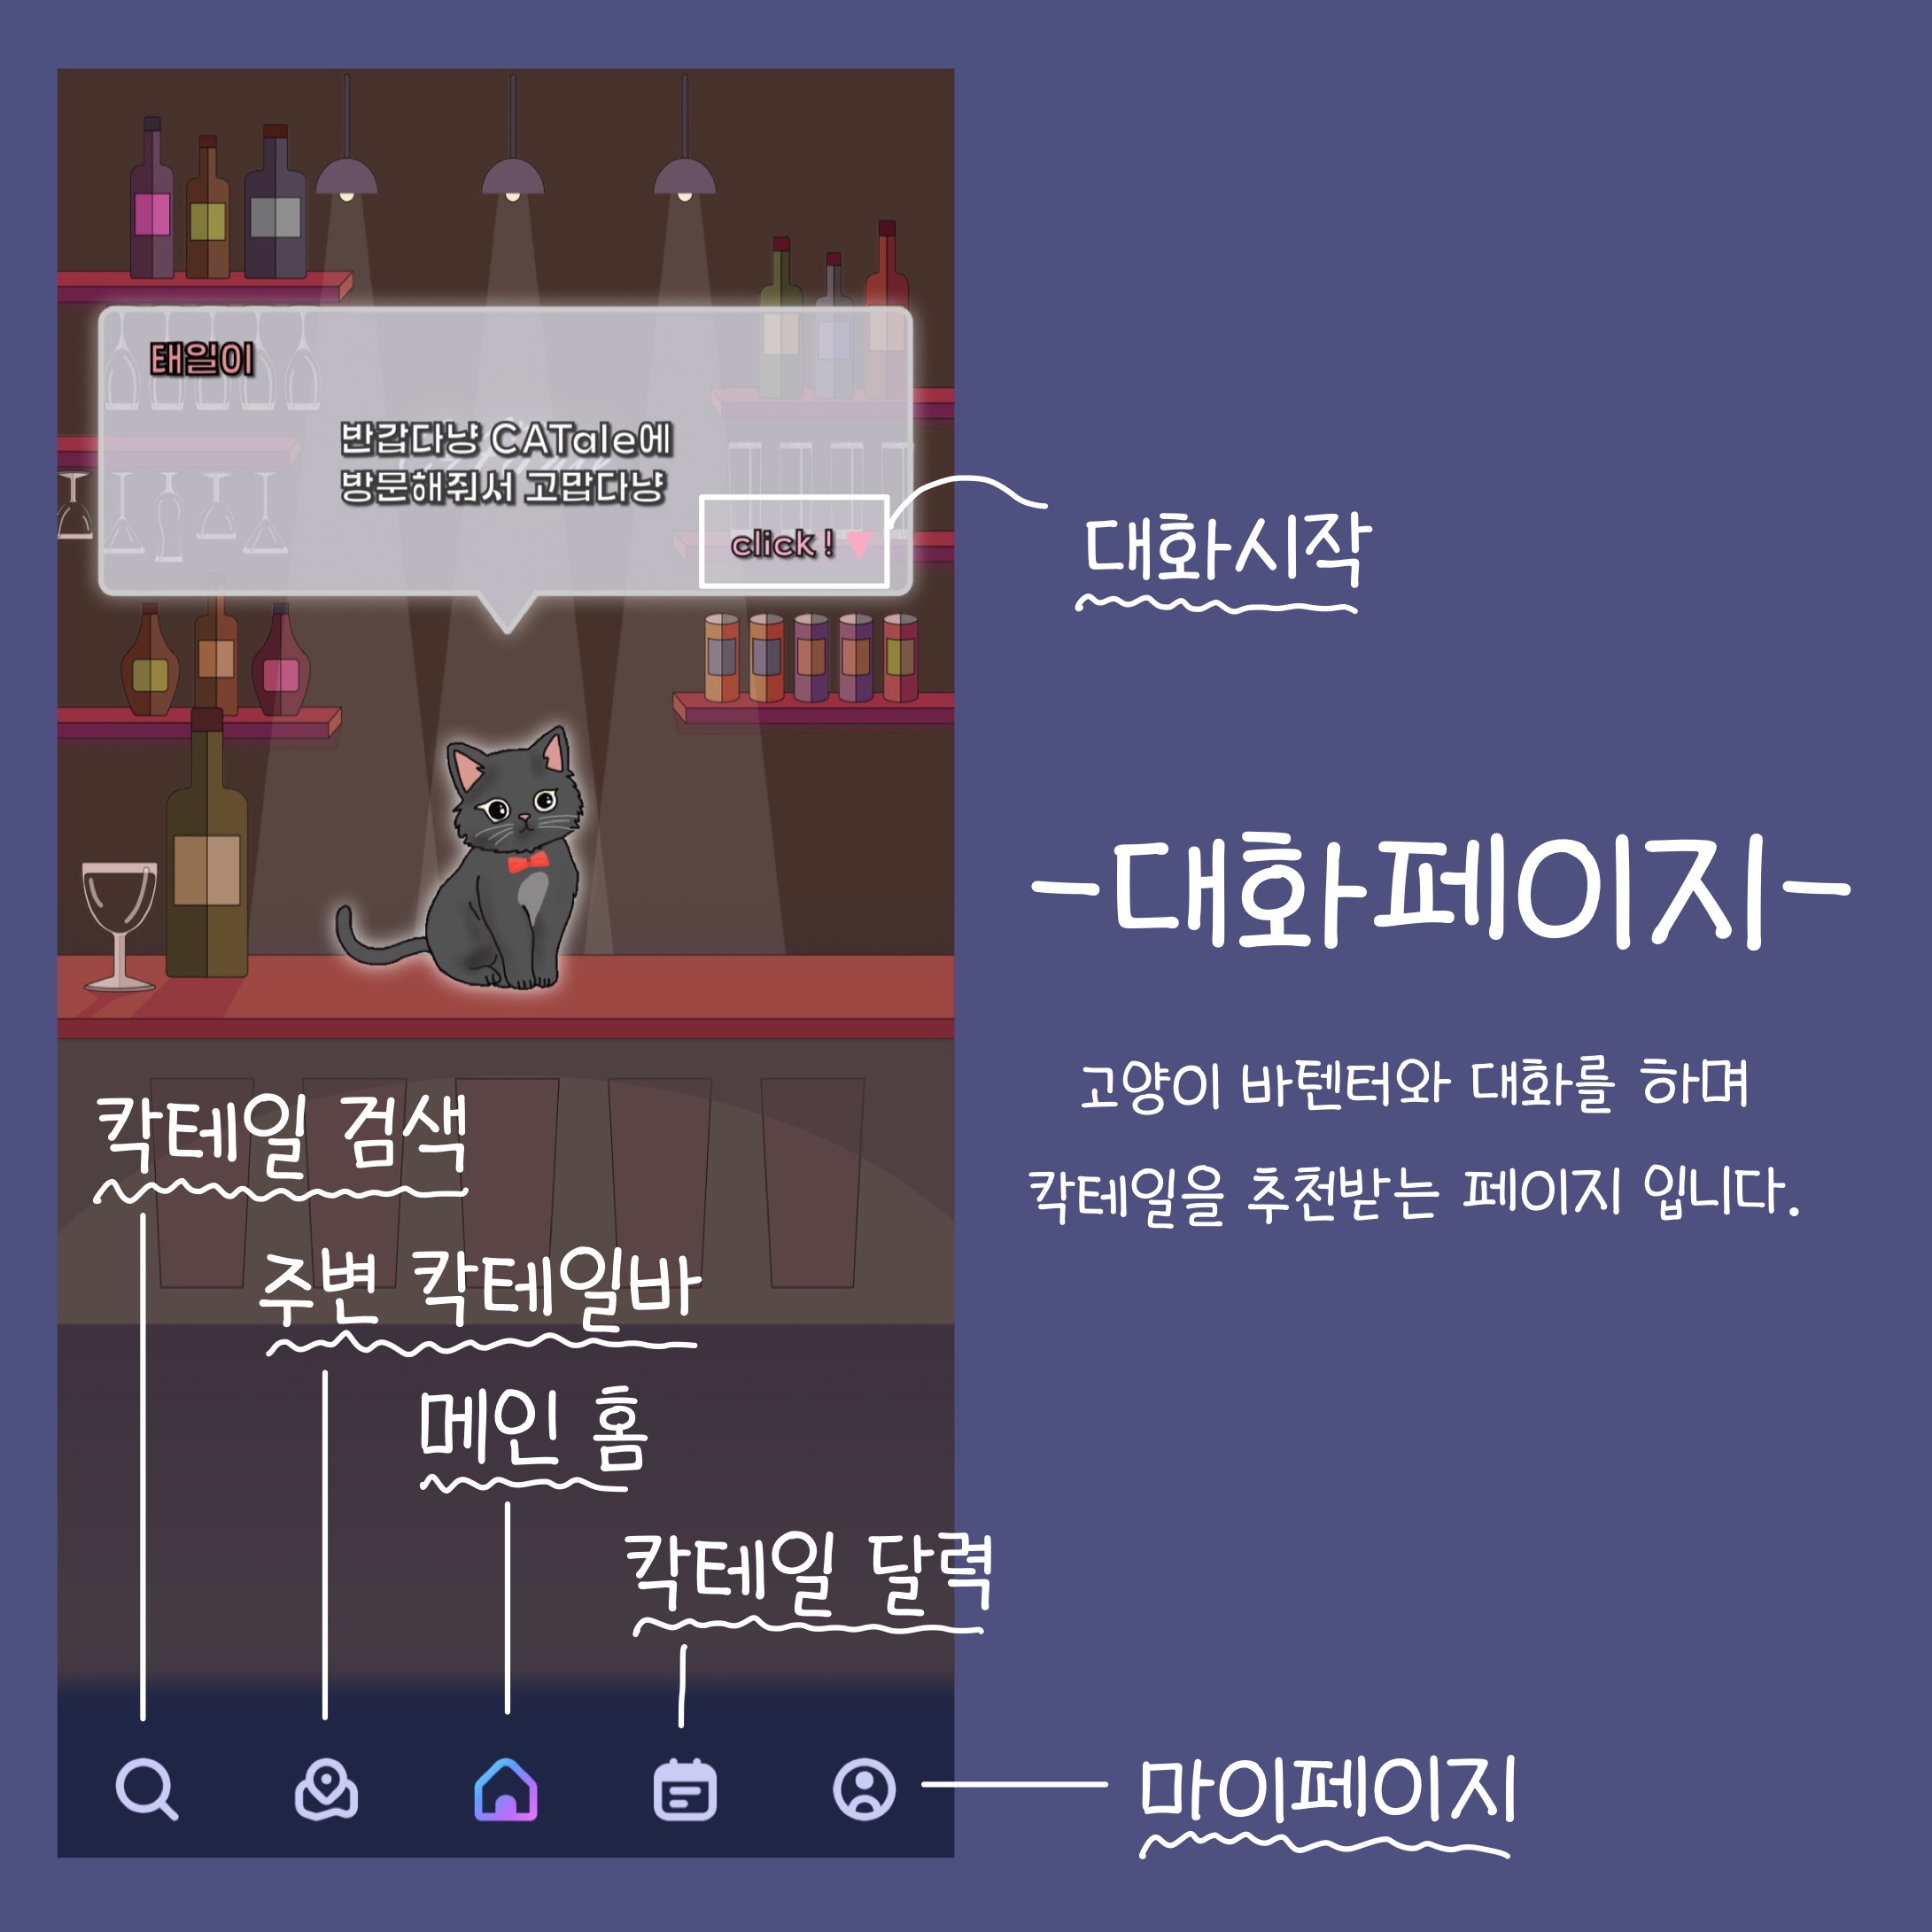 태일이
반갑다냥 CATale에
방문해줘서 고맙다냥
click !
대화시작
-대화페이지-
고양이 바텐터와 대화를 하며
칵테일을 추천받는 페이지 입니다.
칵테일 검색
주변 칵테일바
메인 홈
칵테일 달력
마이페이지